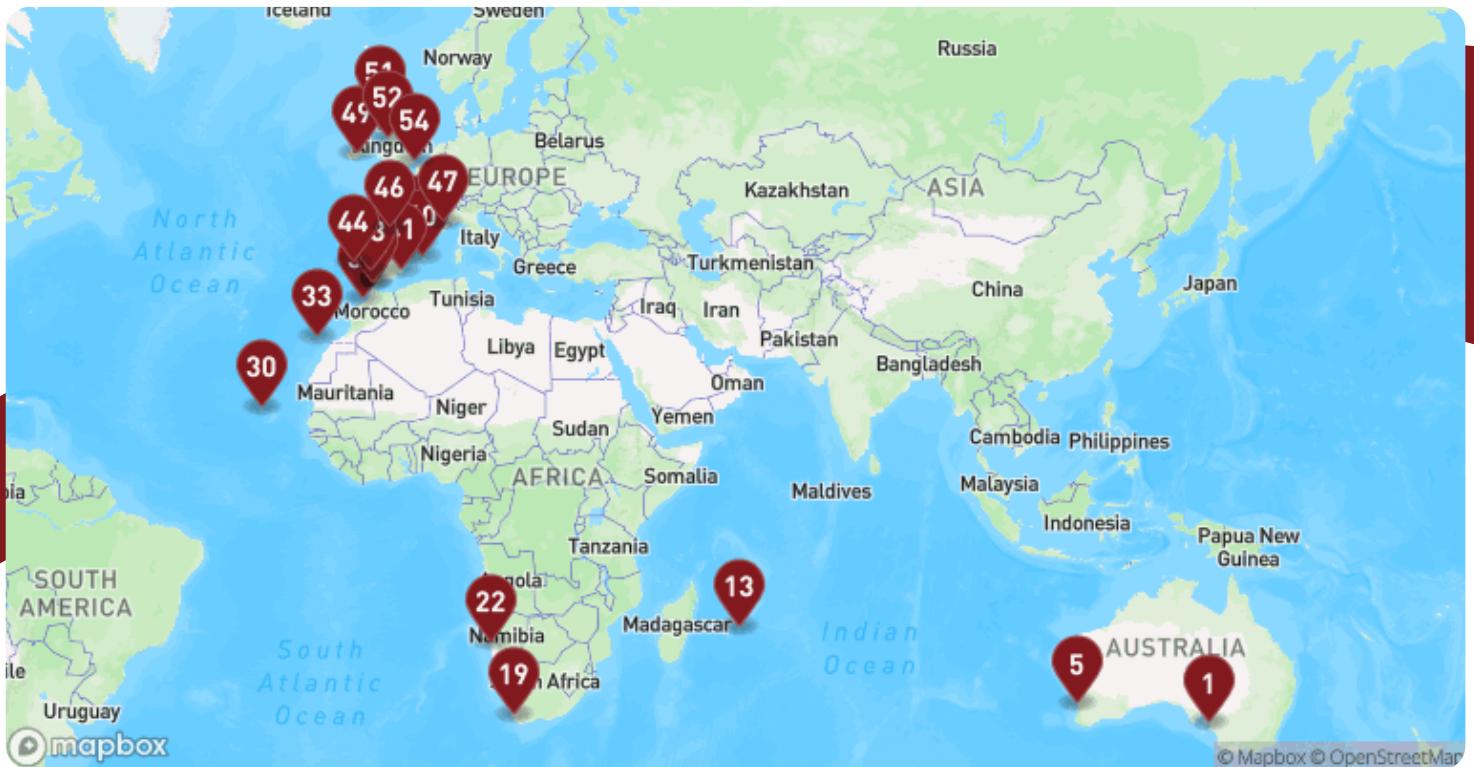 Iceland
Sweden
Norway
Russia
51
52
49
54
Belarus
47
EUROPE
46
Kazakhstan
ASIA
44
North
Atlantic
Ocean
Italy
Greece
Turkmenistan
China
Japan
33
Morocco
Tunisia
Iraq
Iran
Pakistan
Libya
Egypt
Bangladesh
30
Mauritania
Oman
Niger
Yemen
Sudan
Cambodia
Philippines
Nigeria
AFRICA
Somalia
Malaysia
Maldives
Indonesia
Papua New
Guinea
Tanzania
SOUTH
AMERICA
22
13
Namibia
Madagascar
Indian
Ocean
South
Atlantic
Ocean
19
5
AUSTRALIA
1
Uruguay
mapbox
© Mapbox © OpenStreetMap